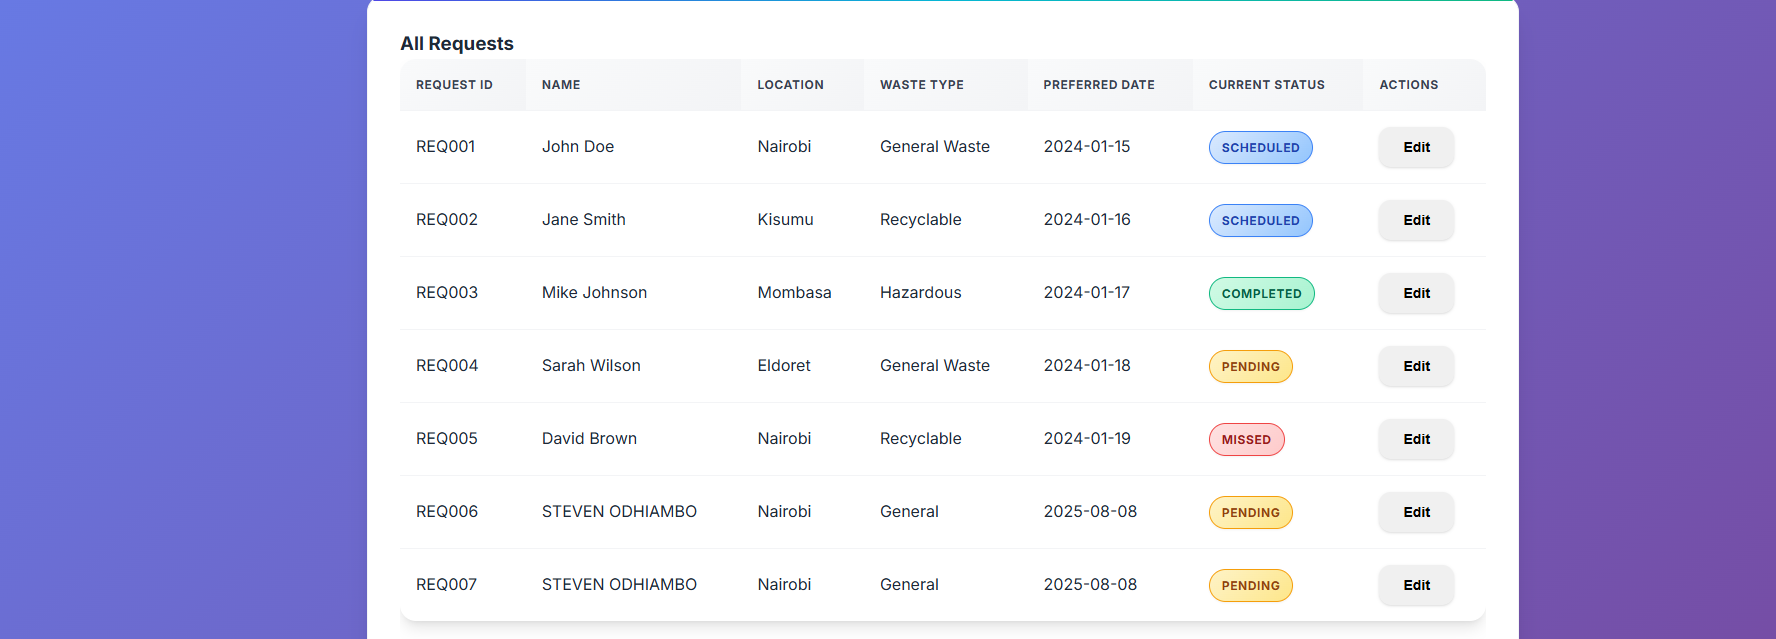 All Requests
REQUEST ID NAME LOCATION WASTE TYPE PREFERRED DATE CURRENT STATUS ACTIONS
REQ001 John Doe Nairobi General Waste 2024-01-15 SCHEDULED Edit
REQ002 Jane Smith Kisumu Recyclable 2024-01-16 SCHEDULED Edit
REQ003 Mike Johnson Mombasa Hazardous 2024-01-17 COMPLETED Edit
REQ004 Sarah Wilson Eldoret General Waste 2024-01-18 PENDING Edit
REQ005 David Brown Nairobi Recyclable 2024-01-19 MISSED Edit
REQ006 STEVEN ODHIAMBO Nairobi General 2025-08-08 PENDING Edit
REQ007 STEVEN ODHIAMBO Nairobi General 2025-08-08 PENDING Edit